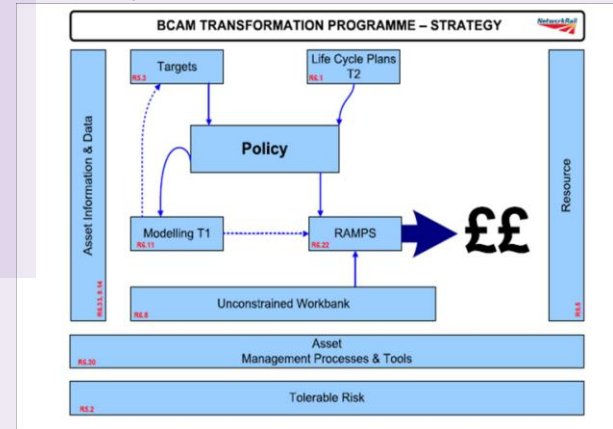 BCAM TRANSFORMATION PROGRAMME – STRATEGY
NetworkRail
Targets
R5.3
Life Cycle Plans
T2
R6.1
Policy
Asset Information & Data
Resource
Modelling T1
R6.11
RAMPS
R6.22
££
Unconstrained Workbank
R6.8
Asset
Management Processes & Tools
R6.30
Tolerable Risk
R5.2